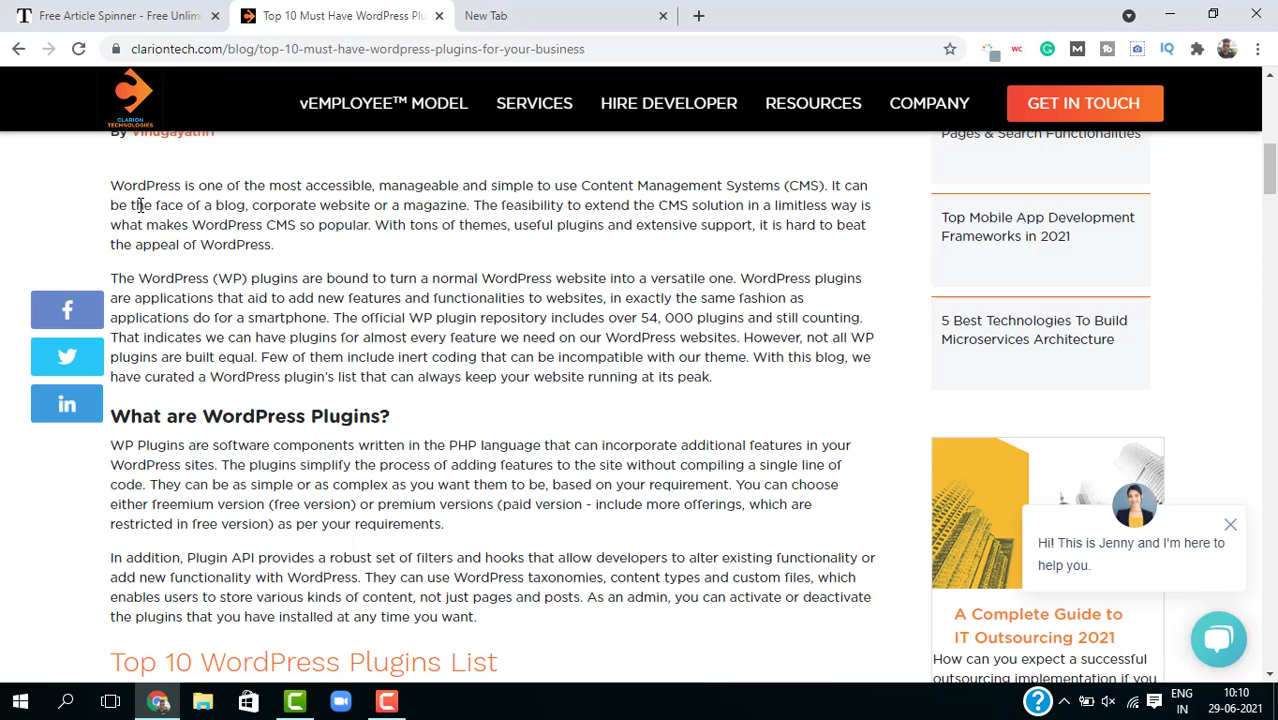 Free Article Spinner - Free Unlim
Top 10 Must Have WordPress Plu
New Tab
clariontech.com/blog/top-10-must-have-wordpress-plugins-for-your-business
CLARION
TECHNOLOGIES
vEMPLOYEE™ MODEL
SERVICES
HIRE DEVELOPER
RESOURCES
COMPANY
GET IN TOUCH
By Vinugayathri
WordPress is one of the most accessible, manageable and simple to use Content Management Systems (CMS). It can
be the face of a blog, corporate website or a magazine. The feasibility to extend the CMS solution in a limitless way is
what makes WordPress CMS so popular. With tons of themes, useful plugins and extensive support, it is hard to beat
the appeal of WordPress.
The WordPress (WP) plugins are bound to turn a normal WordPress website into a versatile one. WordPress plugins
are applications that aid to add new features and functionalities to websites, in exactly the same fashion as
applications do for a smartphone. The official WP plugin repository includes over 54, 000 plugins and still counting.
That indicates we can have plugins for almost every feature we need on our WordPress websites. However, not all WP
plugins are built equal. Few of them include inert coding that can be incompatible with our theme. With this blog, we
have curated a WordPress plugin's list that can always keep your website running at its peak.
What are WordPress Plugins?
WP Plugins are software components written in the PHP language that can incorporate additional features in your
WordPress sites. The plugins simplify the process of adding features to the site without compiling a single line of
code. They can be as simple or as complex as you want them to be, based on your requirement. You can choose
either freemium version (free version) or premium versions (paid version - include more offerings, which are
restricted in free version) as per your requirements.
In addition, Plugin API provides a robust set of filters and hooks that allow developers to alter existing functionality or
add new functionality with WordPress. They can use WordPress taxonomies, content types and custom files, which
enables users to store various kinds of content, not just pages and posts. As an admin, you can activate or deactivate
the plugins that you have installed at any time you want.
Top 10 WordPress Plugins List
Pages & Search Functionalities
Top Mobile App Development
Frameworks in 2021
5 Best Technologies To Build
Microservices Architecture
Hi! This is Jenny and I'm here to
help you.
A Complete Guide to
IT Outsourcing 2021
How can you expect a successful
outsourcing implementation if you
ENG
IN
10:10
29-06-2021